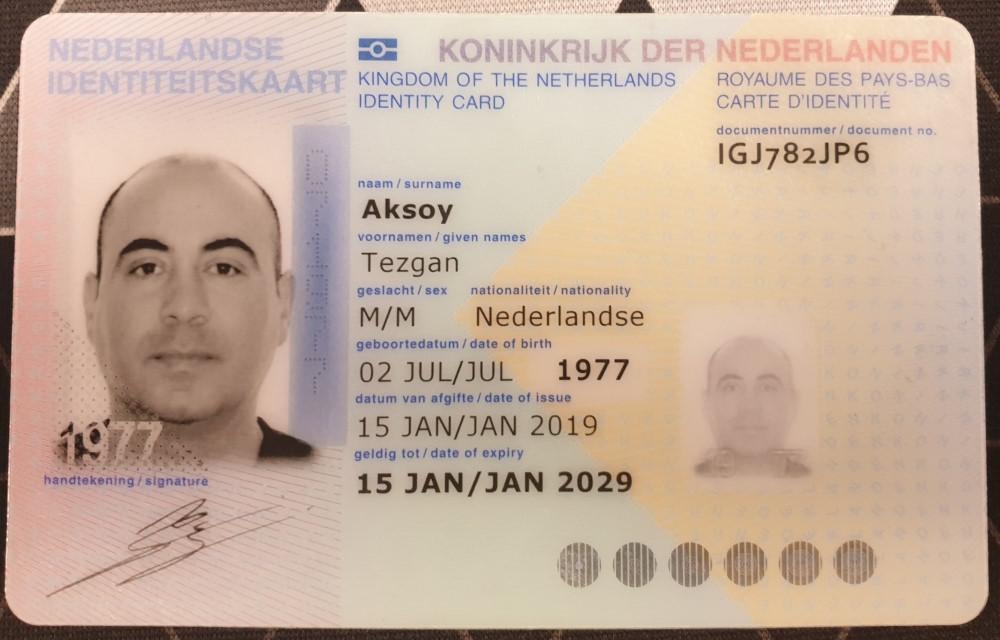 NEDERLANDSE
IDENTITEITSKAART
KONINKRIJK DER NEDERLANDEN
KINGDOM OF THE NETHERLANDS
IDENTITY CARD
ROYAUME DES PAYS-BAS
CARTE D'IDENTITÉ
documentnummer / document no.
IGJ782JP6
naam / surname
Aksoy
voornamen / given names
Tezgan
geslacht / sex nationaliteit / nationality
M/M Nederlandse
geboortedatum / date of birth
02 JUL/JUL 1977
datum van afgifte / date of issue
15 JAN/JAN 2019
geldig tot / date of expiry
15 JAN/JAN 2029
1977
handtekening / signature